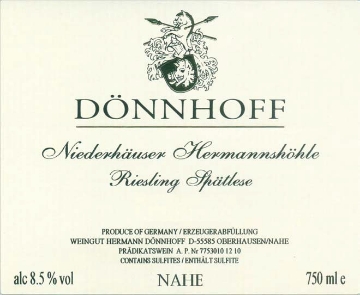 DÖNNHOFF
Niederhäuser Hermannshöhle
Riesling Spätlese
PRODUCE OF GERMANY / ERZEUGERABFÜLLUNG
WEINGUT HERMANN DÖNNHOFF D-55585 OBERHAUSEN/NAHE
PRÄDIKATSWEIN A. P. Nr 7753010 12 10
CONTAINS SULFITES / ENTHÄLT SULFITE
alc 8.5 % vol NAHE 750 ml e